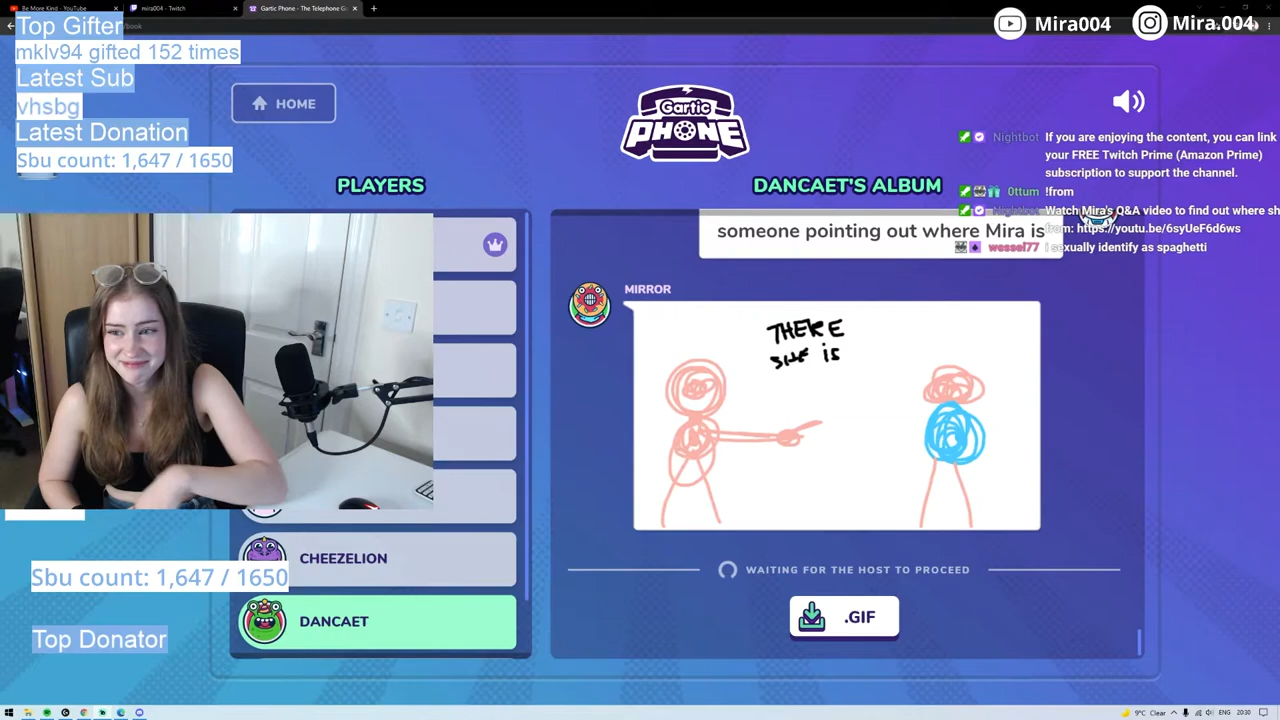 Be More Kind - YouTube
mira004 - Twitch
Gartic Phone - The Telephone G
Top Gifter
mklv94 gifted 152 times
Latest Sub
vhsbg
Latest Donation
Sbu count: 1,647 / 1650
HOME
Gartic
PHONE
Mira004
Mira.004
PLAYERS
DANCAET'S ALBUM
Nightbot If you are enjoying the content, you can link
your FREE Twitch Prime (Amazon Prime)
subscription to support the channel.
0ttum !from
Nightbot Watch Mira's Q&A video to find out where sh
from: https://youtu.be/6syUeF6d6ws
wessel77 i sexually identify as spaghetti
someone pointing out where Mira is
MIRROR
THERE
SHE is
WAITING FOR THE HOST TO PROCEED
.GIF
CHEEZELION
DANCAET
Sbu count: 1,647 / 1650
Top Donator
9°C Clear
ENG
20:30